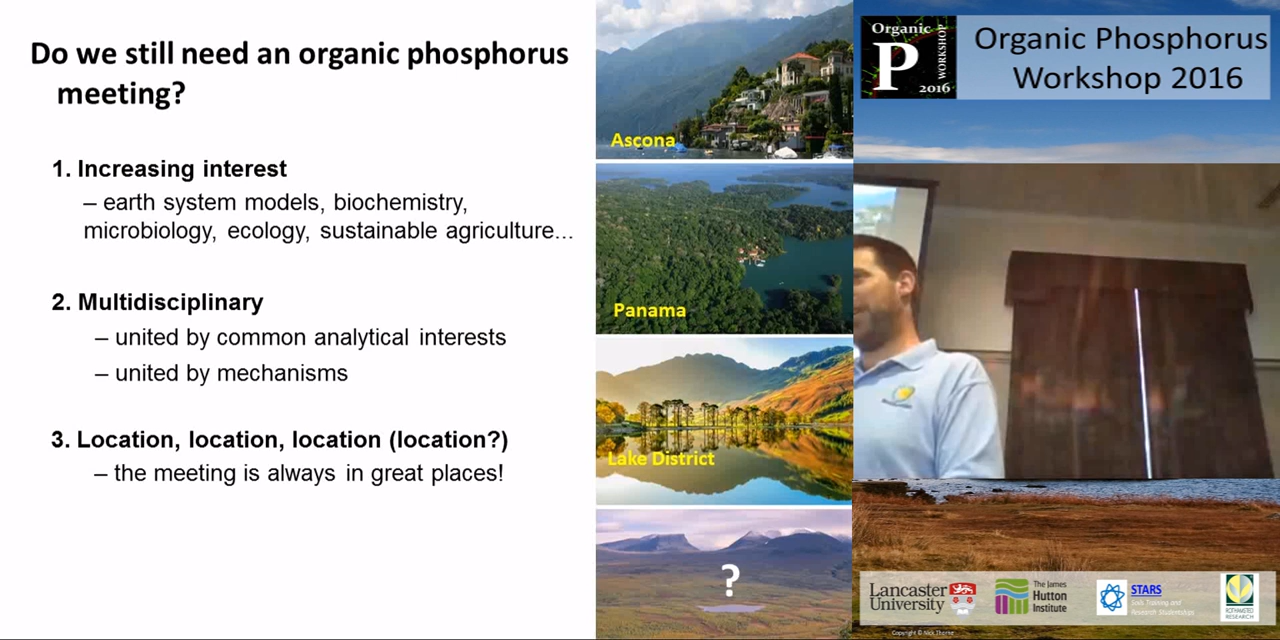 Do we still need an organic phosphorus
meeting?
1. Increasing interest
– earth system models, biochemistry,
microbiology, ecology, sustainable agriculture...
2. Multidisciplinary
– united by common analytical interests
– united by mechanisms
3. Location, location, location (location?)
– the meeting is always in great places!
Ascona
Panama
Lake District
?
Organic
P
WORKSHOP
2016
Organic Phosphorus
Workshop 2016
Lancaster
University
The James
Hutton
Institute
STARS
Soils Training and
Research Studentships
ROTHAMSTED
RESEARCH
Copyright © Nick Thorne